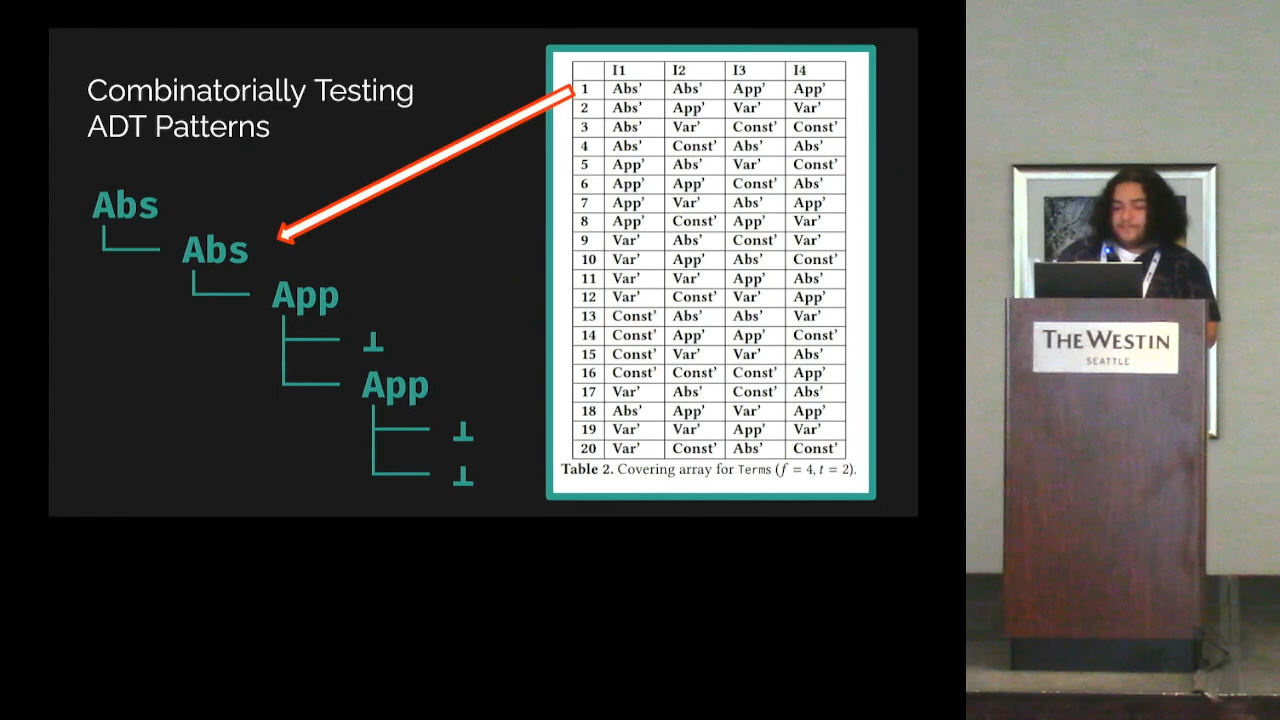 Combinatorially Testing
ADT Patterns
Abs
Abs
App
⊥
App
⊥
⊥
I1 I2 I3 I4
1 Abs' Abs' App' App'
2 Abs' App' Var' Var'
3 Abs' Var' Const' Const'
4 Abs' Const' Abs' Abs'
5 App' Abs' Var' Const'
6 App' App' Const' Abs'
7 App' Var' Abs' App'
8 App' Const' App' Var'
9 Var' Abs' Const' Var'
10 Var' App' Abs' Const'
11 Var' Var' App' Abs'
12 Var' Const' Var' App'
13 Const' Abs' Abs' Var'
14 Const' App' App' Const'
15 Const' Var' Var' Abs'
16 Const' Const' Const' App'
17 Var' Abs' Const' Abs'
18 Abs' App' Var' App'
19 Var' Var' App' Var'
20 Var' Const' Abs' Const'
Table 2. Covering array for Terms (f = 4, t = 2).
THE WESTIN
SEATTLE